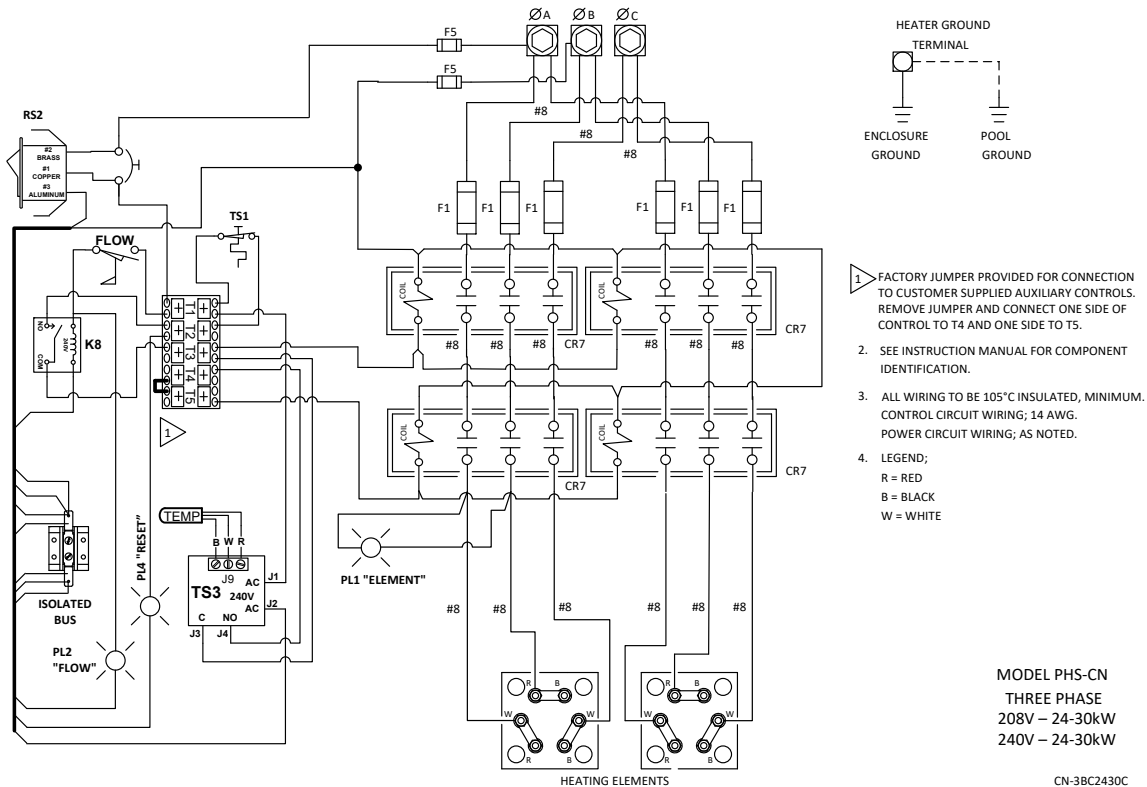 ØA
ØB
ØC
F5
F5
HEATER GROUND
TERMINAL
ENCLOSURE
GROUND
POOL
GROUND
RS2
#2
BRASS
#1
COPPER
#3
ALUMINUM
#8
#8
#8
F1
F1
F1
F1
F1
F1
TS1
FLOW
T1
T2
T3
T4
T5
NO
COM
240V
K8
1
COIL
COIL
CR7
#8
#8
#8
CR7
COIL
COIL
CR7
CR7
1 FACTORY JUMPER PROVIDED FOR CONNECTION
TO CUSTOMER SUPPLIED AUXILIARY CONTROLS.
REMOVE JUMPER AND CONNECT ONE SIDE OF
CONTROL TO T4 AND ONE SIDE TO T5.
2. SEE INSTRUCTION MANUAL FOR COMPONENT
IDENTIFICATION.
3. ALL WIRING TO BE 105°C INSULATED, MINIMUM.
CONTROL CIRCUIT WIRING; 14 AWG.
POWER CIRCUIT WIRING; AS NOTED.
4. LEGEND;
R = RED
B = BLACK
W = WHITE
TEMP
B W R
J9
TS3
240V
AC
AC
J1
J2
C NO
J3 J4
PL1 "ELEMENT"
PL4 "RESET"
ISOLATED
BUS
PL2
"FLOW"
#8
#8
#8
#8
#8
#8
R B
W W
R B
R B
W W
R B
HEATING ELEMENTS
MODEL PHS-CN
THREE PHASE
208V – 24-30kW
240V – 24-30kW
CN-3BC2430C